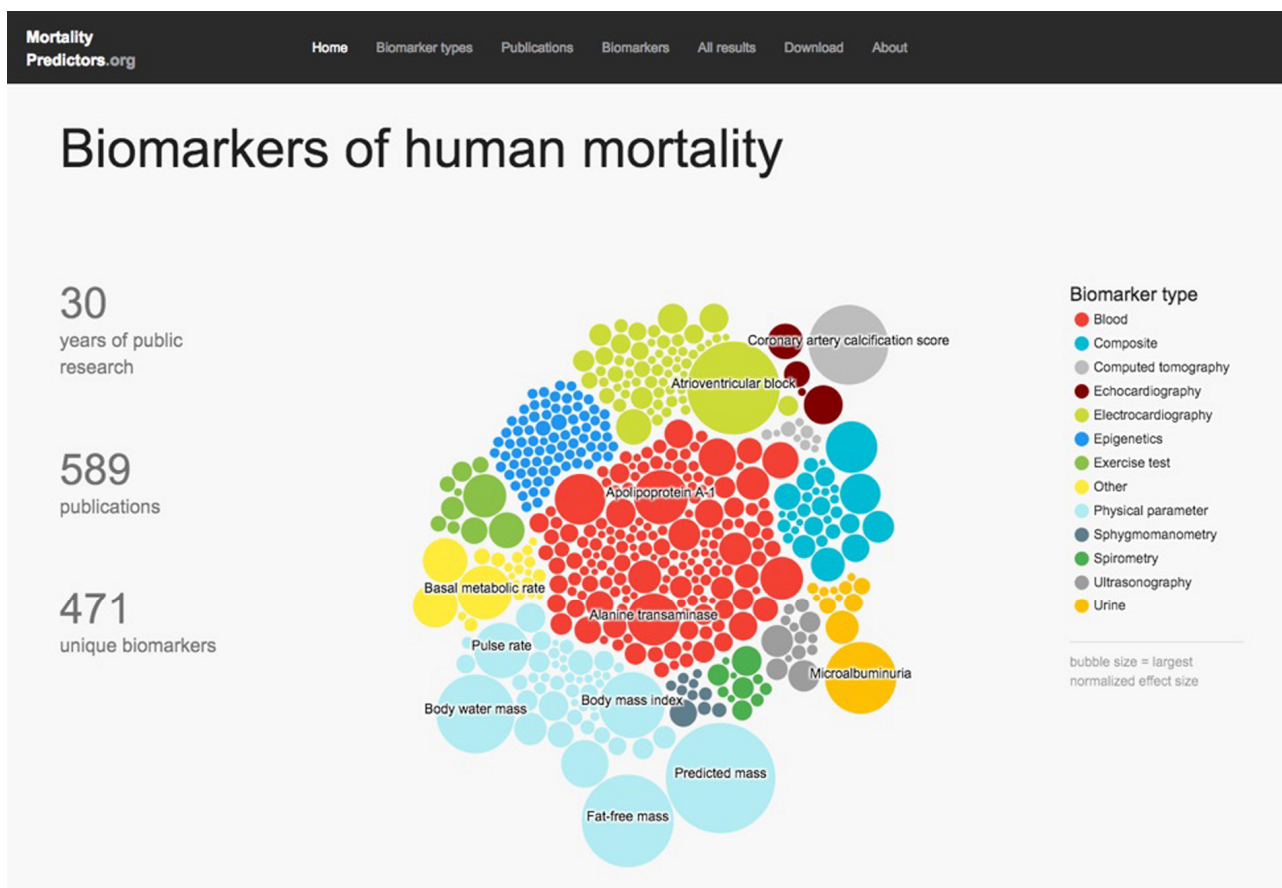 Mortality
Predictors.org
Home Biomarker types Publications Biomarkers All results Download About
Biomarkers of human mortality
30
years of public
research
589
publications
471
unique biomarkers
Coronary artery calcification score
Atrioventricular block
Apolipoprotein A-1
Basal metabolic rate
Alanine transaminase
Pulse rate
Microalbuminuria
Body mass index
Body water mass
Predicted mass
Fat-free mass
Biomarker type
Blood
Composite
Computed tomography
Echocardiography
Electrocardiography
Epigenetics
Exercise test
Other
Physical parameter
Sphygmomanometry
Spirometry
Ultrasonography
Urine
bubble size = largest
normalized effect size